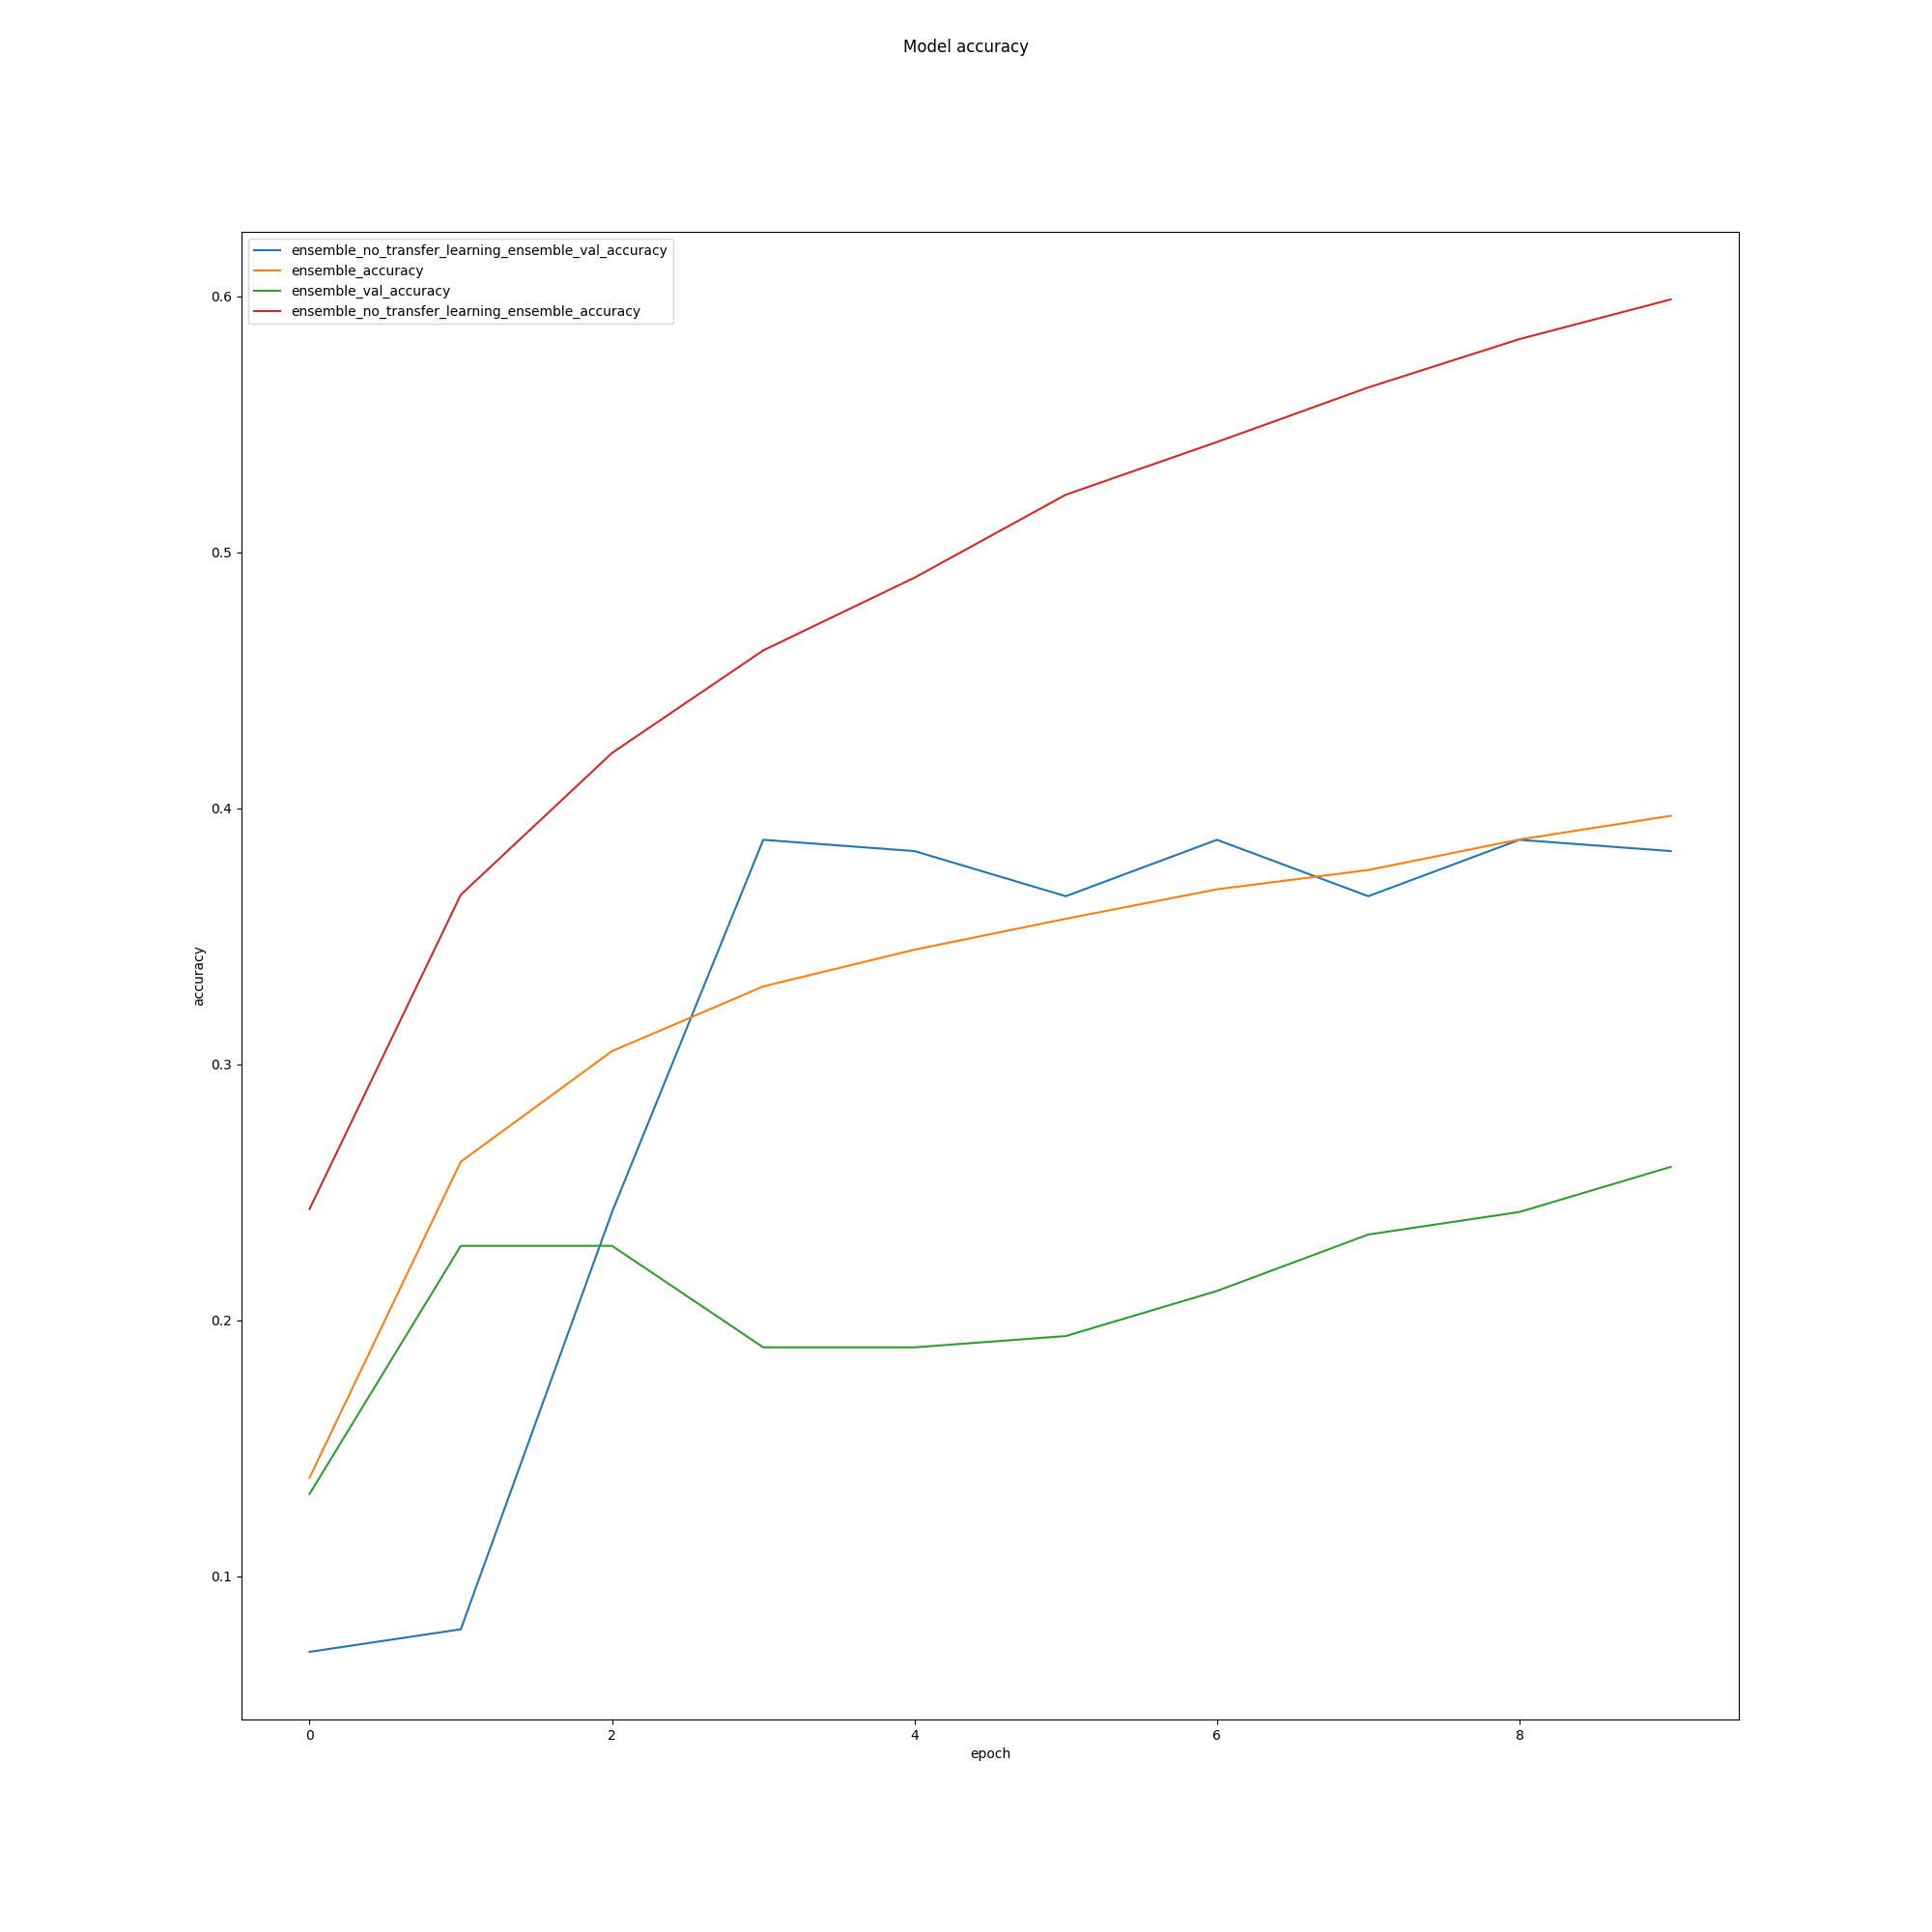 Model accuracy
ensemble_no_transfer_learning_ensemble_val_accuracy
ensemble_accuracy
ensemble_val_accuracy
ensemble_no_transfer_learning_ensemble_accuracy
0.6
0.5
0.4
0.3
0.2
0.1
accuracy
0 2 4 6 8
epoch